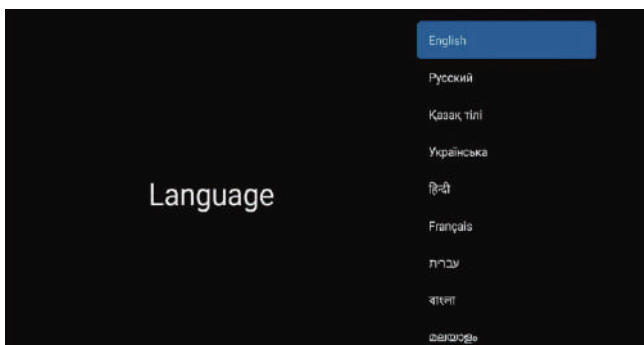 Language
English
Русский
Қазақ тілі
Українська
हिन्दी
Français
עברית
বাংলা
മലയാളം